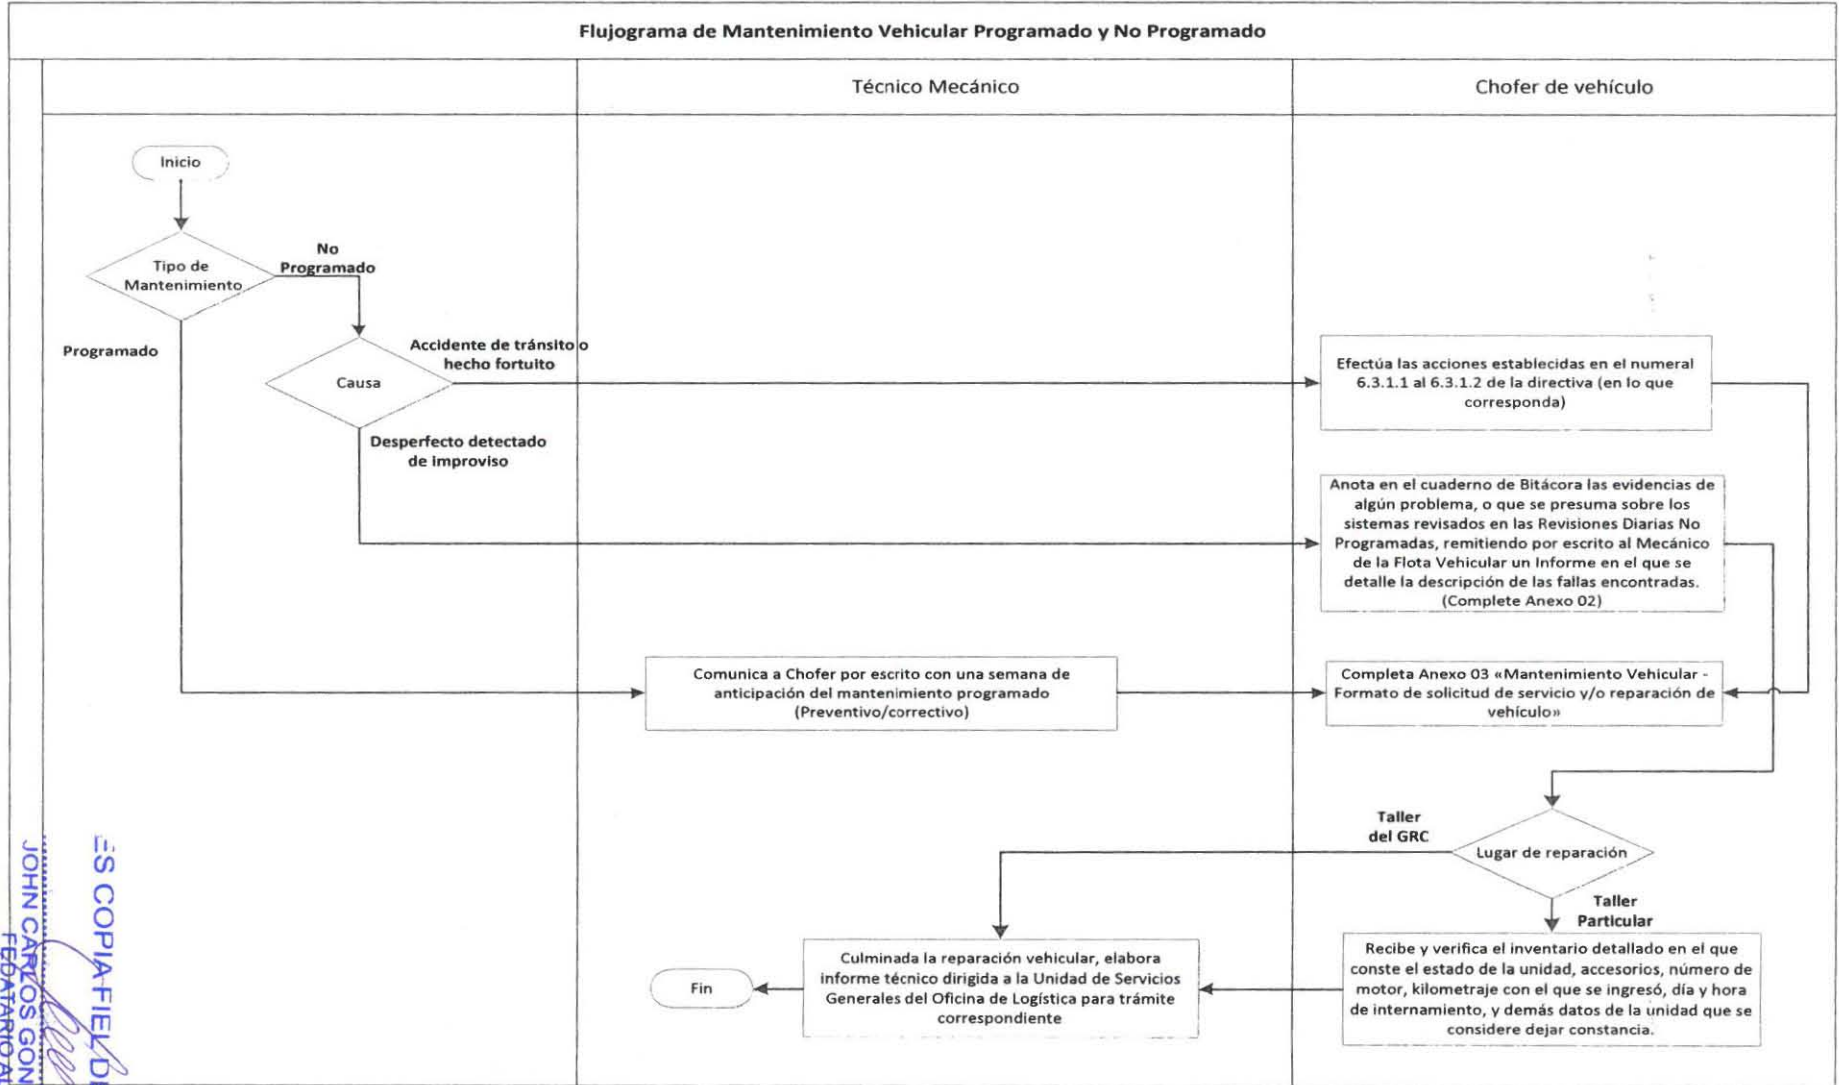 Flujograma de Mantenimiento Vehicular Programado y No Programado
Técnico Mecánico
Chofer de vehículo
Inicio
Tipo de
Mantenimiento
No
Programado
Programado
Causa
Accidente de tránsito o
hecho fortuito
Desperfecto detectado
de improviso
Efectúa las acciones establecidas en el numeral
6.3.1.1 al 6.3.1.2 de la directiva (en lo que
corresponda)
Anota en el cuaderno de Bitácora las evidencias de
algún problema, o que se presuma sobre los
sistemas revisados en las Revisiones Diarias No
Programadas, remitiendo por escrito al Mecánico
de la Flota Vehicular un Informe en el que se
detalle la descripción de las fallas encontradas.
(Complete Anexo 02)
Comunica a Chofer por escrito con una semana de
anticipación del mantenimiento programado
(Preventivo/correctivo)
Completa Anexo 03 «Mantenimiento Vehicular -
Formato de solicitud de servicio y/o reparación de
vehículo»
Taller
del GRC
Lugar de reparación
Taller
Particular
Culminada la reparación vehicular, elabora
informe técnico dirigida a la Unidad de Servicios
Generales del Oficina de Logística para trámite
correspondiente
Recibe y verifica el inventario detallado en el que
conste el estado de la unidad, accesorios, número de
motor, kilometraje con el que se ingresó, día y hora
de internamiento, y demás datos de la unidad que se
considere dejar constancia.
Fin
ES COPIA FIEL
JOHN CARLOS
FEDATARIO